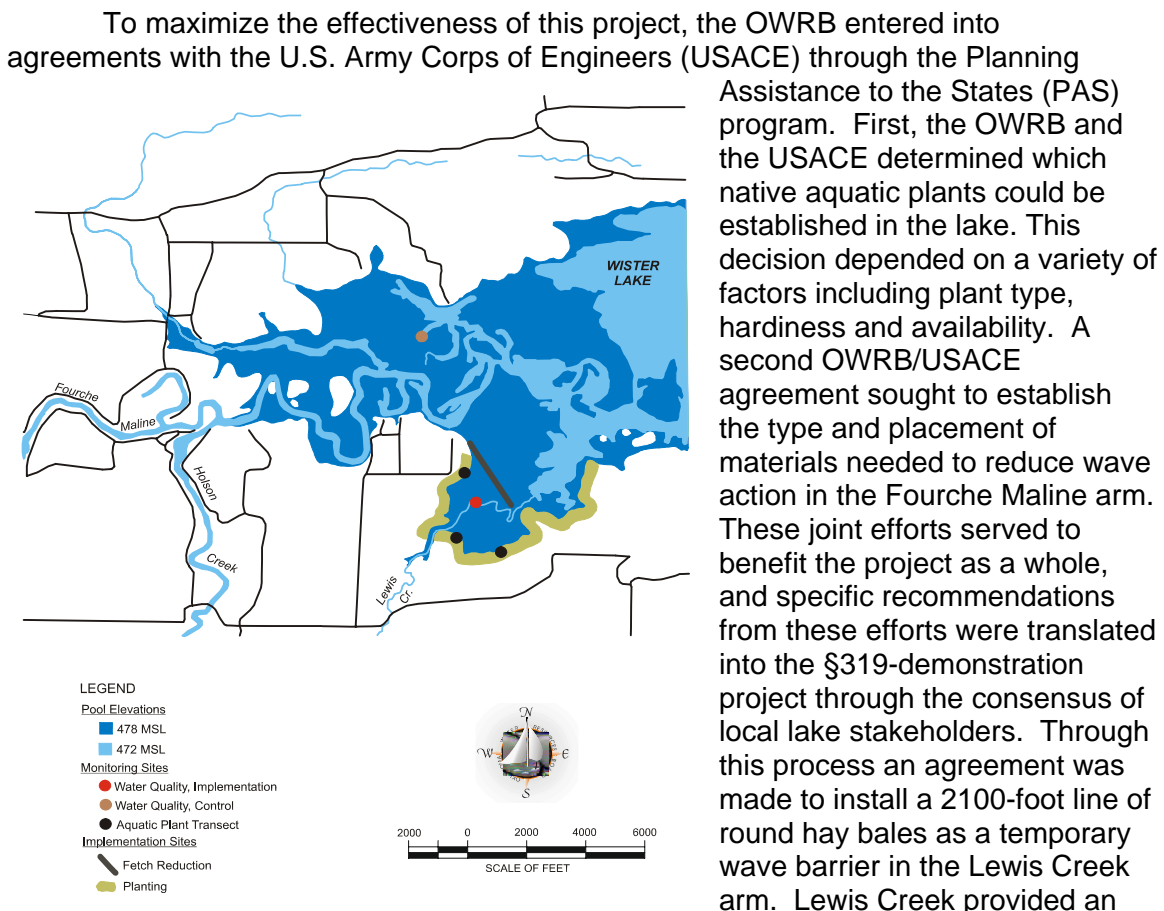 To maximize the effectiveness of this project, the OWRB entered into
agreements with the U.S. Army Corps of Engineers (USACE) through the Planning
Assistance to the States (PAS)
program.  First, the OWRB and
the USACE determined which
native aquatic plants could be
established in the lake. This
decision depended on a variety of
factors including plant type,
hardiness and availability.  A
second OWRB/USACE
agreement sought to establish
the type and placement of
materials needed to reduce wave
action in the Fourche Maline arm.
These joint efforts served to
benefit the project as a whole,
and specific recommendations
from these efforts were translated
into the §319-demonstration
project through the consensus of
local lake stakeholders.  Through
this process an agreement was
made to install a 2100-foot line of
round hay bales as a temporary
wave barrier in the Lewis Creek
arm.  Lewis Creek provided an
WISTER
LAKE
Fourche
Maline
Holson
Creek
Lewis
Cr.
LEGEND
Pool Elevations
478 MSL
472 MSL
Monitoring Sites
Water Quality, Implementation
Water Quality, Control
Aquatic Plant Transect
Implementation Sites
Fetch Reduction
Planting
N
W
E
S
2000 0 2000 4000 6000
SCALE OF FEET